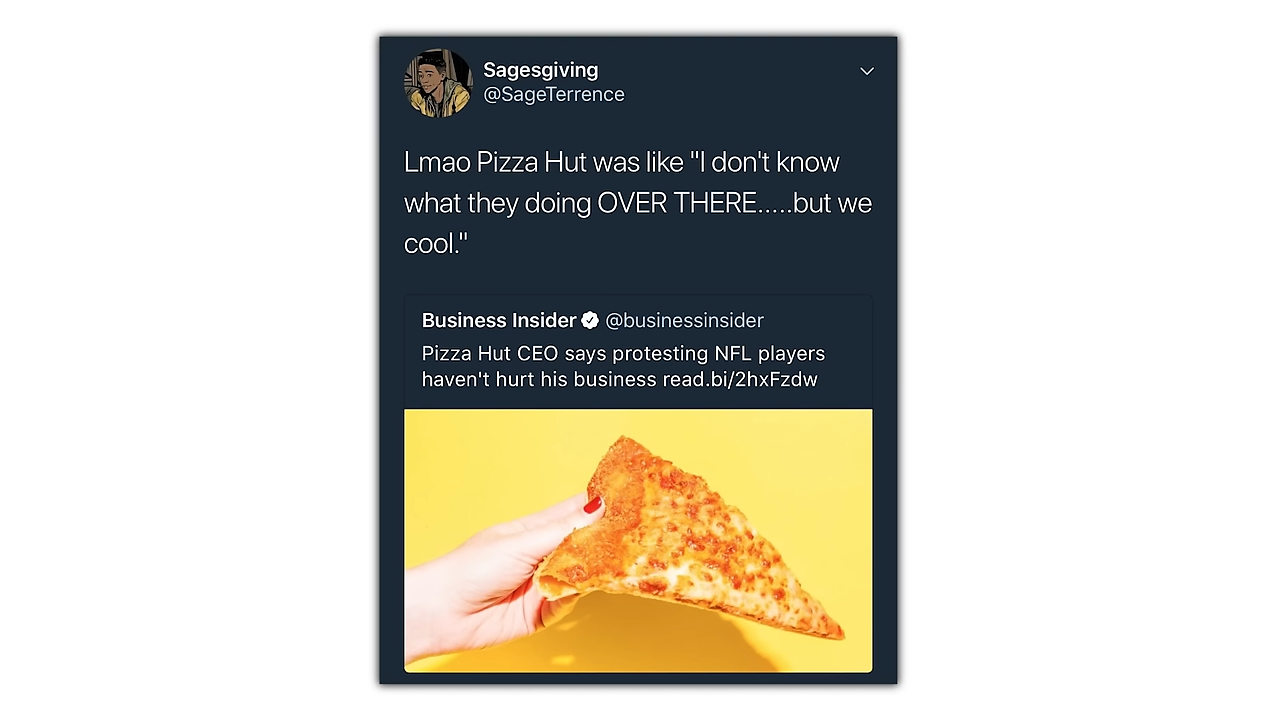 Sagesgiving
@SageTerrence
Lmao Pizza Hut was like "I don't know
what they doing OVER THERE.....but we
cool."
Business Insider @businessinsider
Pizza Hut CEO says protesting NFL players
haven't hurt his business read.bi/2hxFzdw